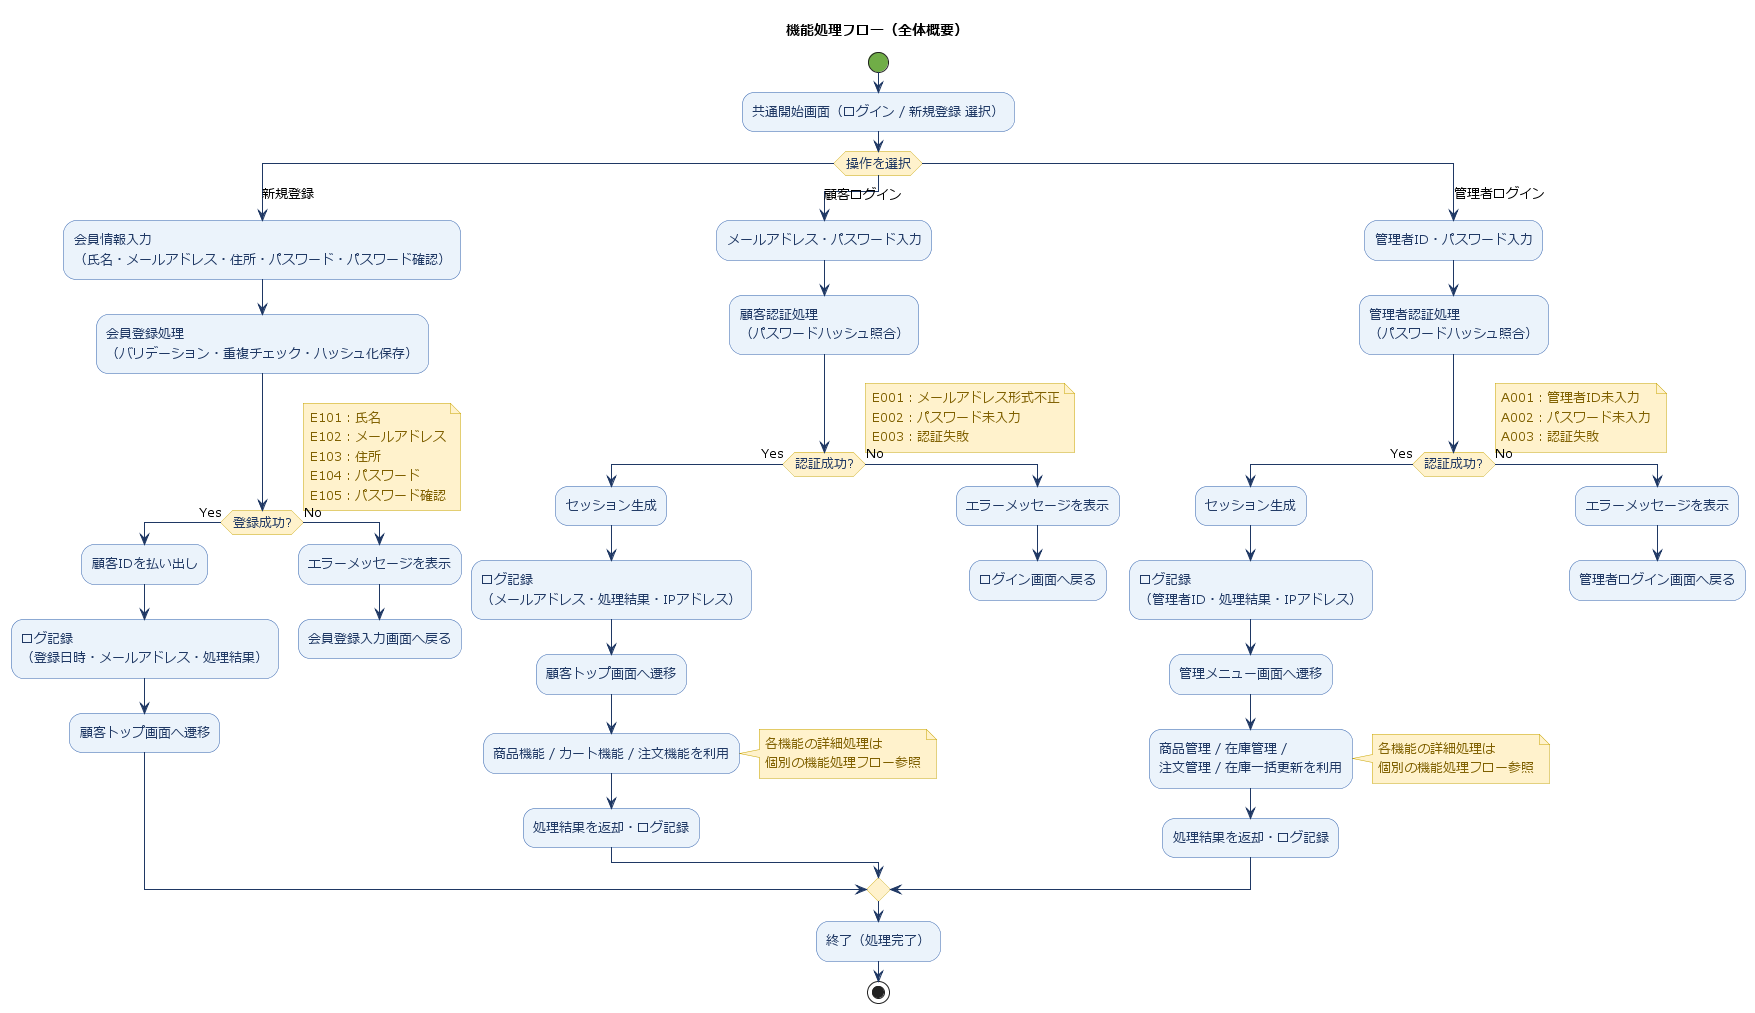 機能処理フロー（全体概要）
共通開始画面（ログイン / 新規登録 選択）
操作を選択
新規登録
会員情報入力
（氏名・メールアドレス・住所・パスワード・パスワード確認）
会員登録処理
（バリデーション・重複チェック・ハッシュ化保存）
E101：氏名
E102：メールアドレス
E103：住所
E104：パスワード
E105：パスワード確認
Yes
登録成功?
No
顧客IDを払い出し
ログ記録
（登録日時・メールアドレス・処理結果）
顧客トップ画面へ遷移
エラーメッセージを表示
会員登録入力画面へ戻る
顧客ログイン
メールアドレス・パスワード入力
顧客認証処理
（パスワードハッシュ照合）
E001：メールアドレス形式不正
E002：パスワード未入力
E003：認証失敗
Yes
認証成功?
No
セッション生成
ログ記録
（メールアドレス・処理結果・IPアドレス）
顧客トップ画面へ遷移
商品機能 / カート機能 / 注文機能を利用
各機能の詳細処理は
個別の機能処理フロー参照
処理結果を返却・ログ記録
エラーメッセージを表示
ログイン画面へ戻る
管理者ログイン
管理者ID・パスワード入力
管理者認証処理
（パスワードハッシュ照合）
A001：管理者ID未入力
A002：パスワード未入力
A003：認証失敗
Yes
認証成功?
No
セッション生成
ログ記録
（管理者ID・処理結果・IPアドレス）
管理メニュー画面へ遷移
商品管理 / 在庫管理 /
注文管理 / 在庫一括更新を利用
各機能の詳細処理は
個別の機能処理フロー参照
処理結果を返却・ログ記録
エラーメッセージを表示
管理者ログイン画面へ戻る
終了（処理完了）